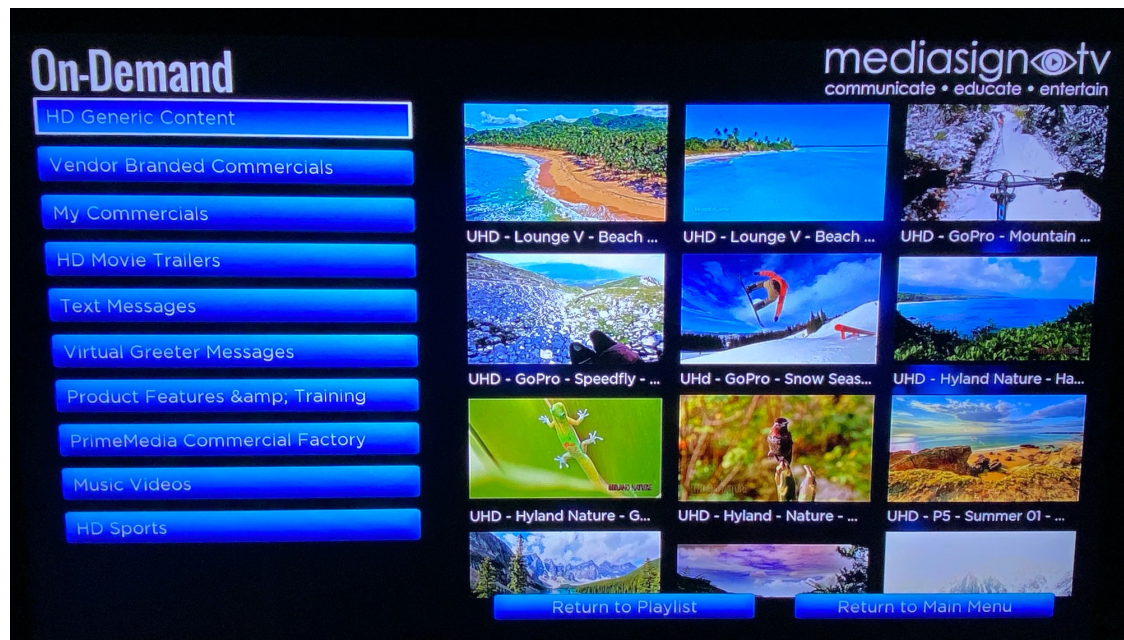 On-Demand
mediasign tv
communicate • educate • entertain
HD Generic Content
Vendor Branded Commercials
My Commercials
HD Movie Trailers
Text Messages
Virtual Greeter Messages
Product Features &amp; Training
PrimeMedia Commercial Factory
Music Videos
HD Sports
UHD - Lounge V - Beach ...
UHD - Lounge V - Beach ...
UHD - GoPro - Mountain ...
UHD - GoPro - Speedfly - ...
UHd - GoPro - Snow Seas...
UHD - Hyland Nature - Ha...
UHD - Hyland Nature - G...
UHD - Hyland - Nature - ...
UHD - P5 - Summer 01 - ...
Return to Playlist
Return to Main Menu